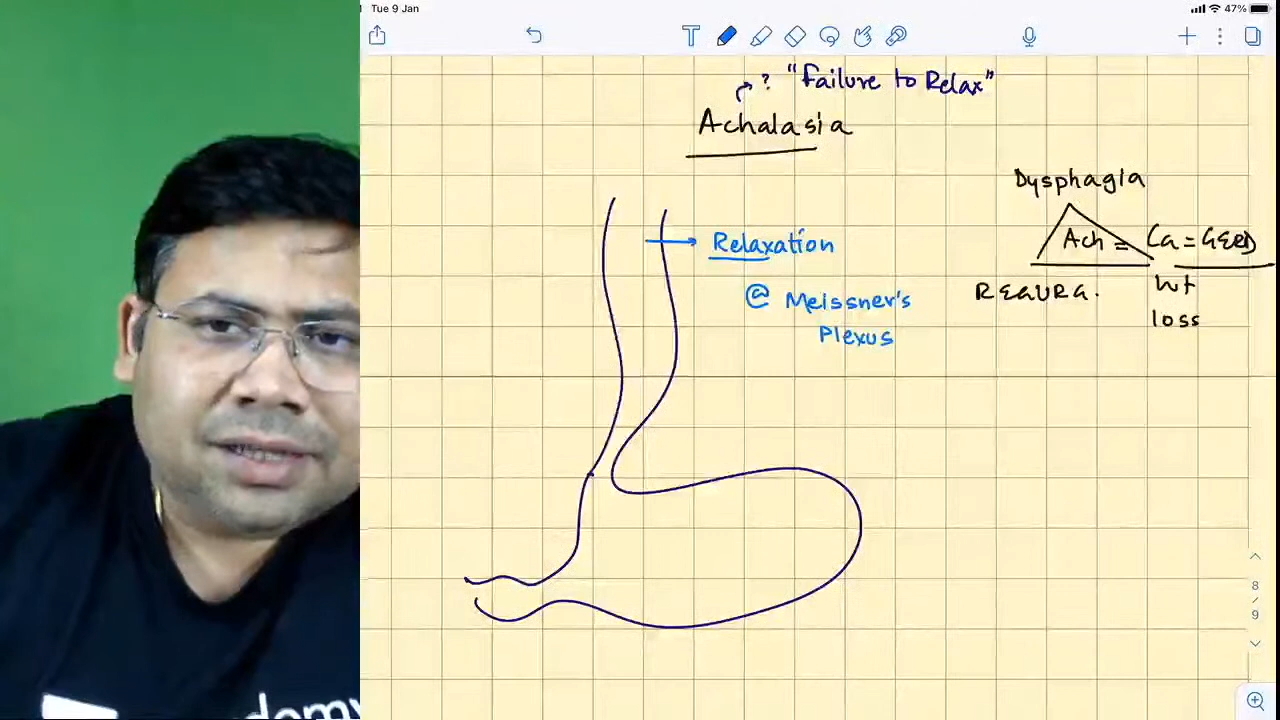 Tue 9 Jan
47%
? "Failure to Relax"
Achalasia
Dysphagia
Relaxation
Ach = Ca = GERD
@ Meissner's
Plexus
REGURG.
Wt
loss
8
9